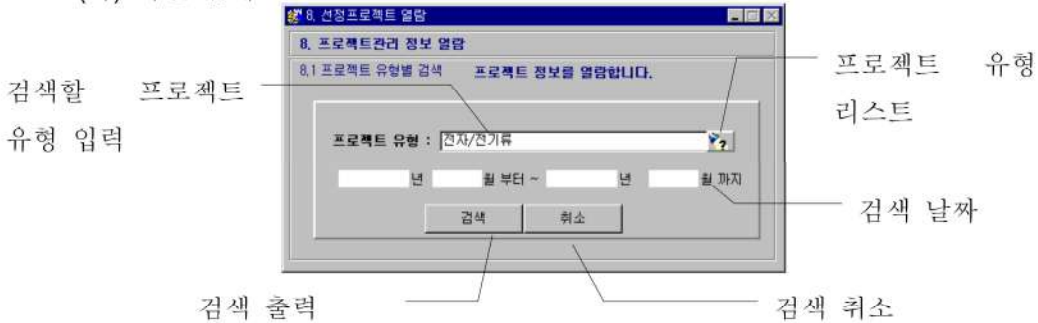 8. 선정프로젝트 열람
8. 프로젝트관리 정보 열람
8.1 프로젝트 유형별 검색 프로젝트 정보를 열람합니다.
검색할 프로젝트
유형 입력
프로젝트 유형
리스트
프로젝트 유형 : 전자/전기류
년 월 부터 ~ 년 월 까지
검색 취소
검색 날짜
검색 출력
검색 취소